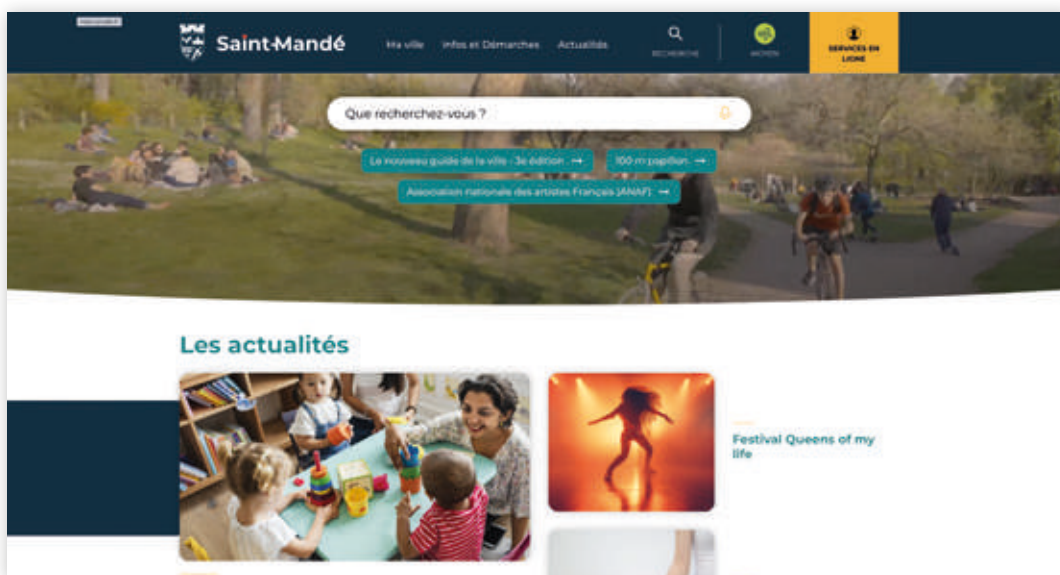 Saint-Mandé
Ma ville
Infos et Démarches
Actualités
RECHERCHE
MOYEN
SERVICES EN
LIGNE
Que recherchez-vous ?
Le nouveau guide de la ville - 3e édition →
100 m papillon →
Association nationale des artistes Français (ANAF) →
Les actualités
Festival Queens of my
life